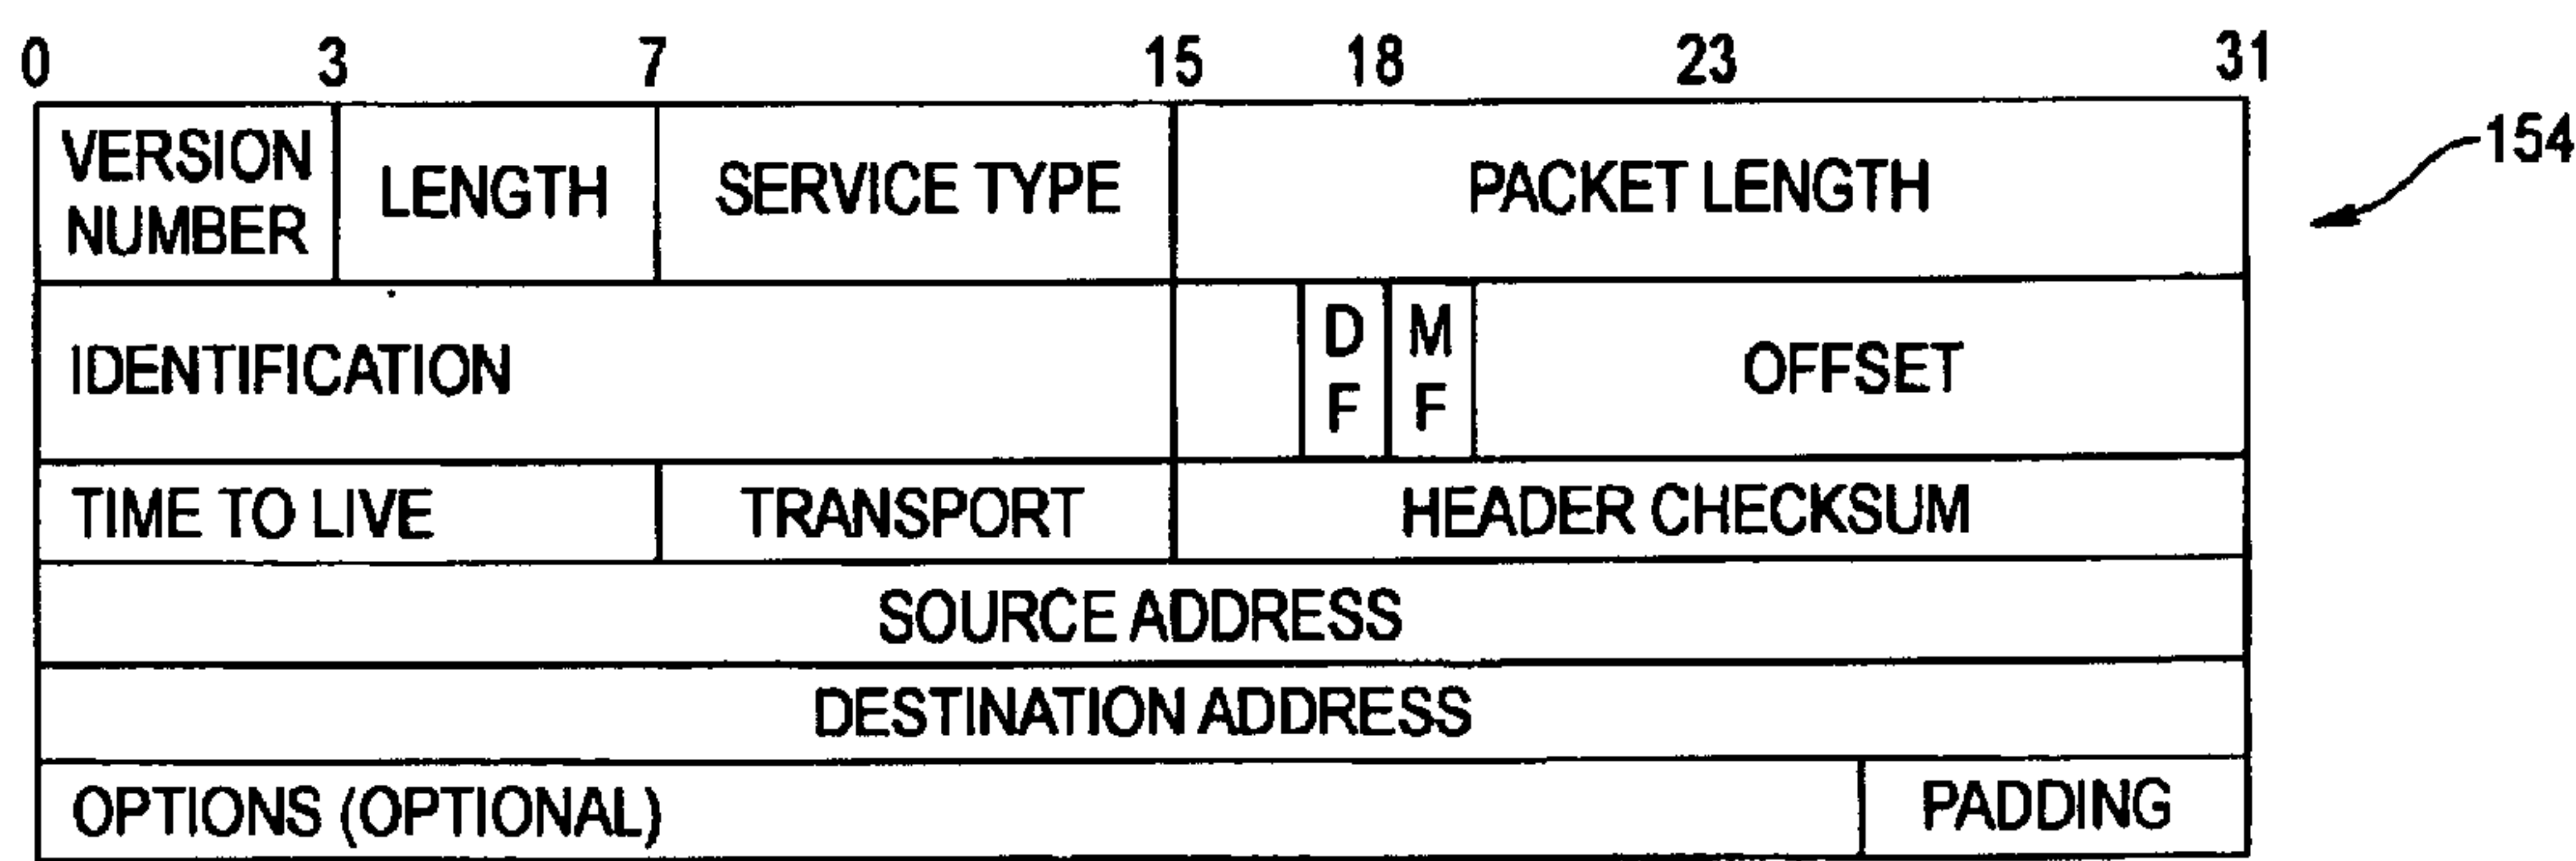 0 3 7 15 18 23 31
154
VERSION
NUMBER
LENGTH
SERVICE TYPE
PACKET LENGTH
IDENTIFICATION
D
F
M
F
OFFSET
TIME TO LIVE
TRANSPORT
HEADER CHECKSUM
SOURCE ADDRESS
DESTINATION ADDRESS
OPTIONS (OPTIONAL)
PADDING